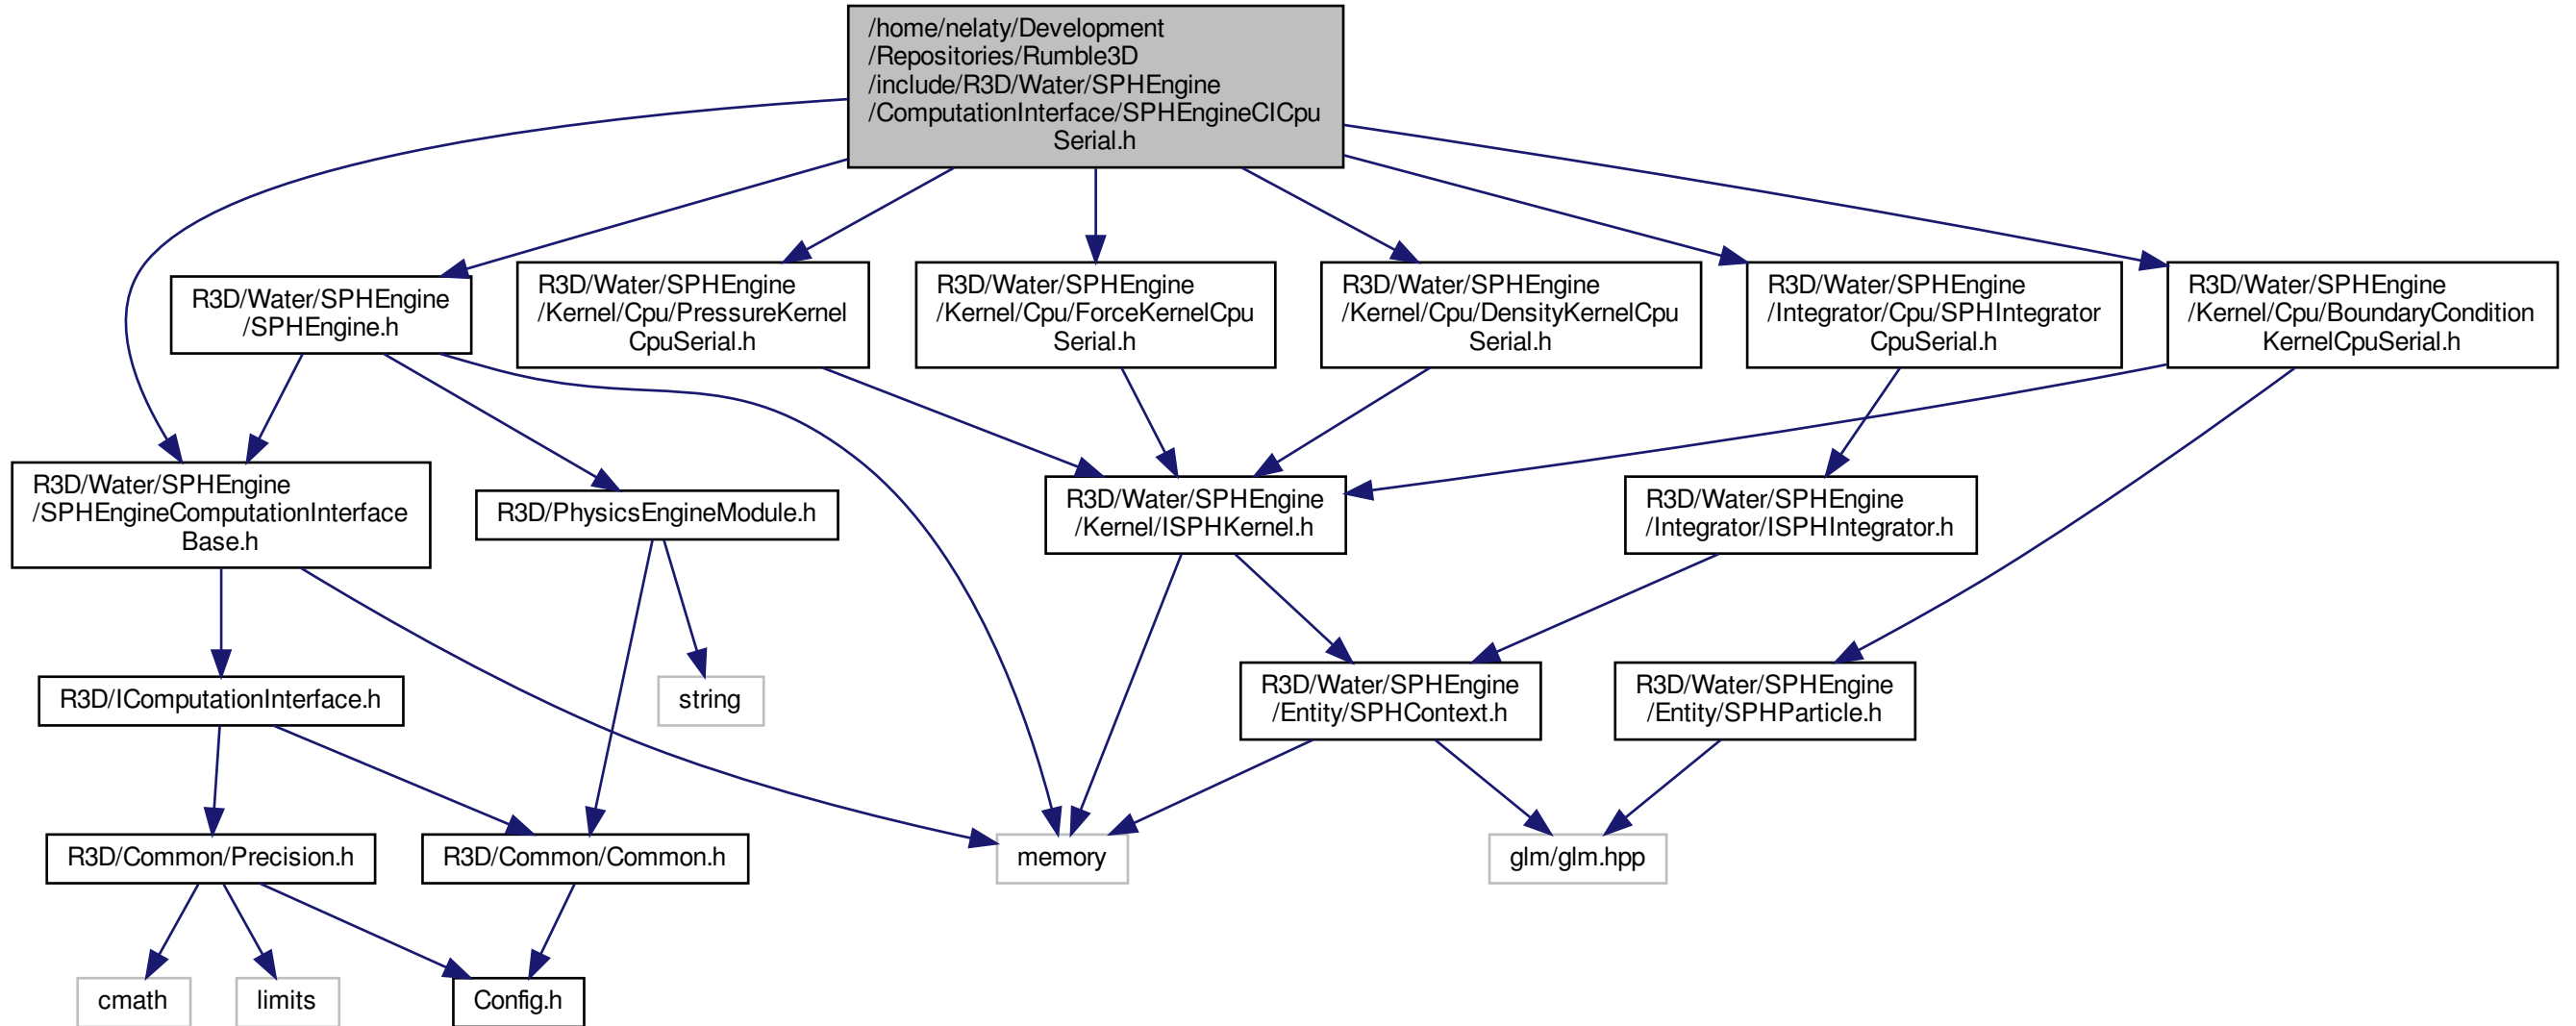 /home/nelaty/Development
/Repositories/Rumble3D
/include/R3D/Water/SPHEngine
/ComputationInterface/SPHEngineCICpu
Serial.h
R3D/Water/SPHEngine
/SPHEngine.h
R3D/Water/SPHEngine
/Kernel/Cpu/PressureKernel
CpuSerial.h
R3D/Water/SPHEngine
/Kernel/Cpu/ForceKernelCpu
Serial.h
R3D/Water/SPHEngine
/Kernel/Cpu/DensityKernelCpu
Serial.h
R3D/Water/SPHEngine
/Integrator/Cpu/SPHIntegrator
CpuSerial.h
R3D/Water/SPHEngine
/Kernel/Cpu/BoundaryCondition
KernelCpuSerial.h
R3D/Water/SPHEngine
/SPHEngineComputationInterface
Base.h
R3D/PhysicsEngineModule.h
R3D/Water/SPHEngine
/Kernel/ISPHKernel.h
R3D/Water/SPHEngine
/Integrator/ISPHIntegrator.h
R3D/IComputationInterface.h
string
R3D/Water/SPHEngine
/Entity/SPHContext.h
R3D/Water/SPHEngine
/Entity/SPHParticle.h
R3D/Common/Precision.h
R3D/Common/Common.h
memory
glm/glm.hpp
cmath
limits
Config.h